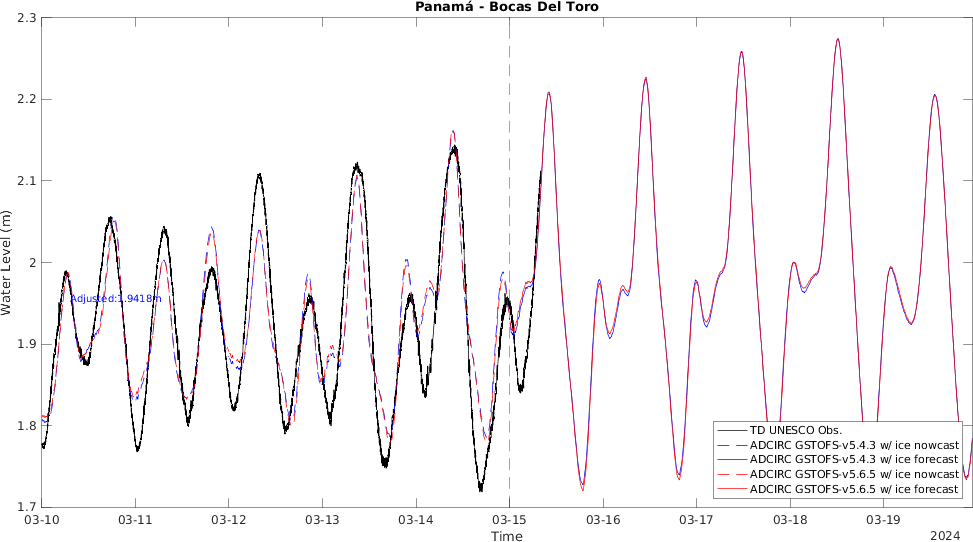 Panamá - Bocas Del Toro
2.3
2.2
2.1
2
1.9
1.8
1.7
Water Level (m)
Adjusted:1.9418m
TD UNESCO Obs.
ADCIRC GSTOFS-v5.4.3 w/ ice nowcast
ADCIRC GSTOFS-v5.4.3 w/ ice forecast
ADCIRC GSTOFS-v5.6.5 w/ ice nowcast
ADCIRC GSTOFS-v5.6.5 w/ ice forecast
03-10 03-11 03-12 03-13 03-14 03-15 03-16 03-17 03-18 03-19
Time
2024